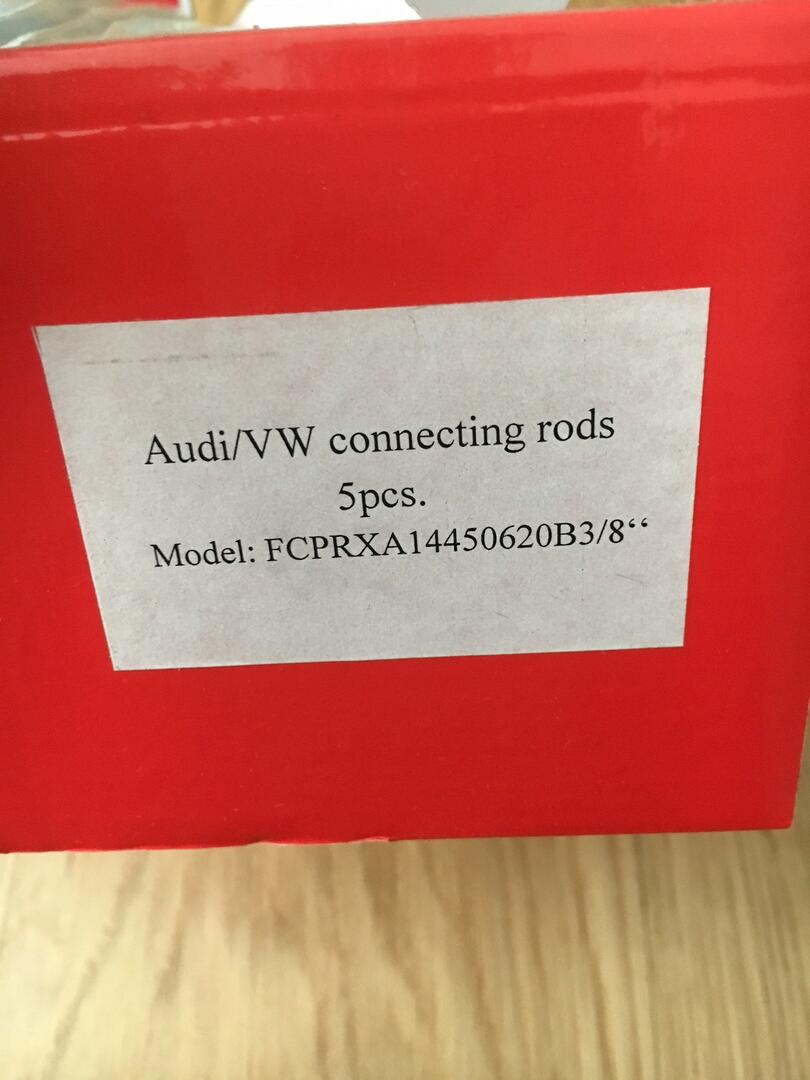 Audi/VW connecting rods
5pcs.
Model: FCPRXA14450620B3/8“